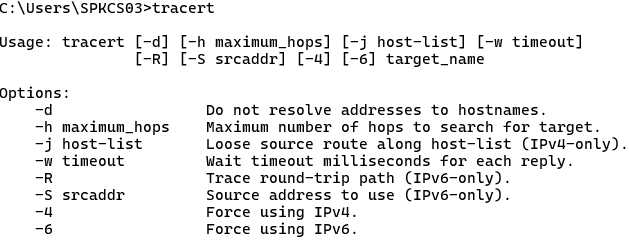 C:\Users\SPKCS03>tracert
Usage: tracert [-d] [-h maximum_hops] [-j host-list] [-w timeout]
               [-R] [-S srcaddr] [-4] [-6] target_name
Options:
    -d                 Do not resolve addresses to hostnames.
    -h maximum_hops    Maximum number of hops to search for target.
    -j host-list       Loose source route along host-list (IPv4-only).
    -w timeout         Wait timeout milliseconds for each reply.
    -R                 Trace round-trip path (IPv6-only).
    -S srcaddr         Source address to use (IPv6-only).
    -4                 Force using IPv4.
    -6                 Force using IPv6.